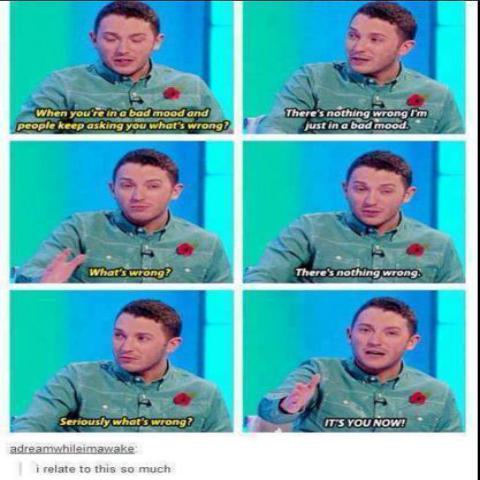 When you're in a bad mood and
people keep asking you what's wrong?
There's nothing wrong I'm
just in a bad mood.
What's wrong?
There's nothing wrong.
Seriously what's wrong?
IT'S YOU NOW!
adreamwhileimawake:
i relate to this so much